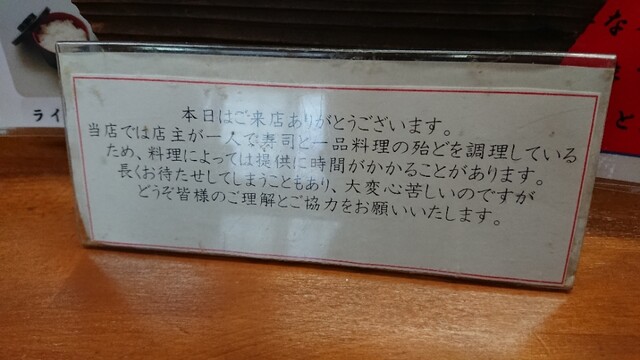 本日はご来店ありがとうございます。
当店では店主が一人で寿司と一品料理の殆どを調理している
ため、料理によっては提供に時間がかかることがあります。
長くお待たせしてしまうこともあり、大変心苦しいのですが
どうぞ皆様のご理解とご協力をお願いいたします。
ライ
な
と